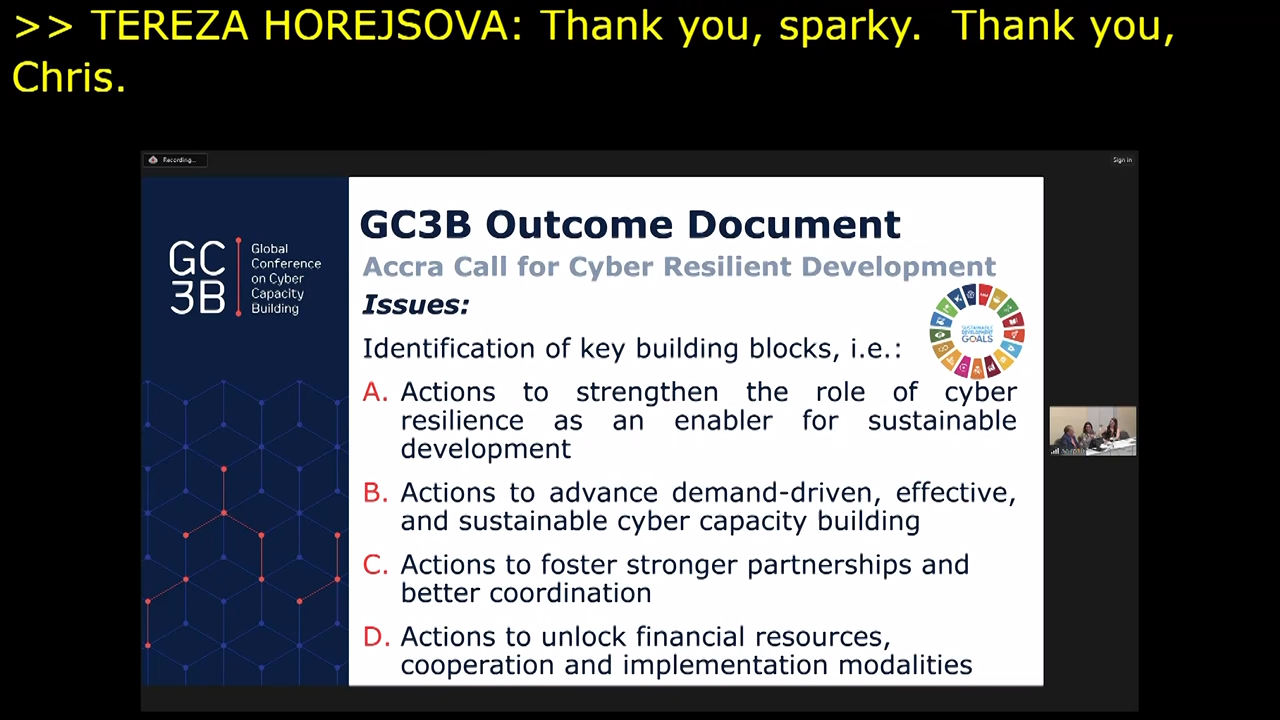 >> TEREZA HOREJSOVA: Thank you, sparky.  Thank you,
Chris.
Recording...
Sign in
GC
3B
Global
Conference
on Cyber
Capacity
Building
GC3B Outcome Document
Accra Call for Cyber Resilient Development
Issues:
Identification of key building blocks, i.e.:
SUSTAINABLE
DEVELOPMENT
GOALS
A. Actions to strengthen the role of cyber
resilience as an enabler for sustainable
development
B. Actions to advance demand-driven, effective,
and sustainable cyber capacity building
C. Actions to foster stronger partnerships and
better coordination
D. Actions to unlock financial resources,
cooperation and implementation modalities